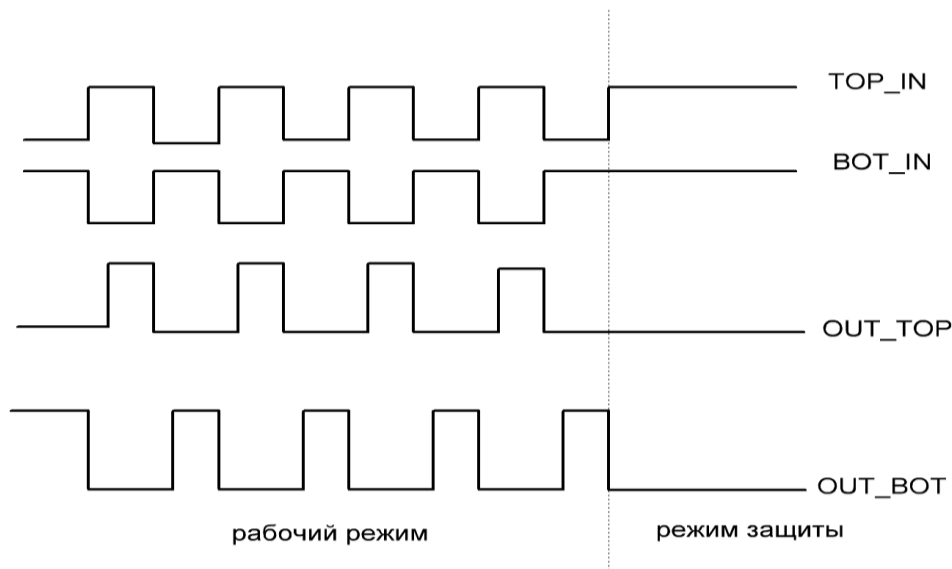 TOP_IN
BOT_IN
OUT_TOP
OUT_BOT
рабочий режим
режим защиты